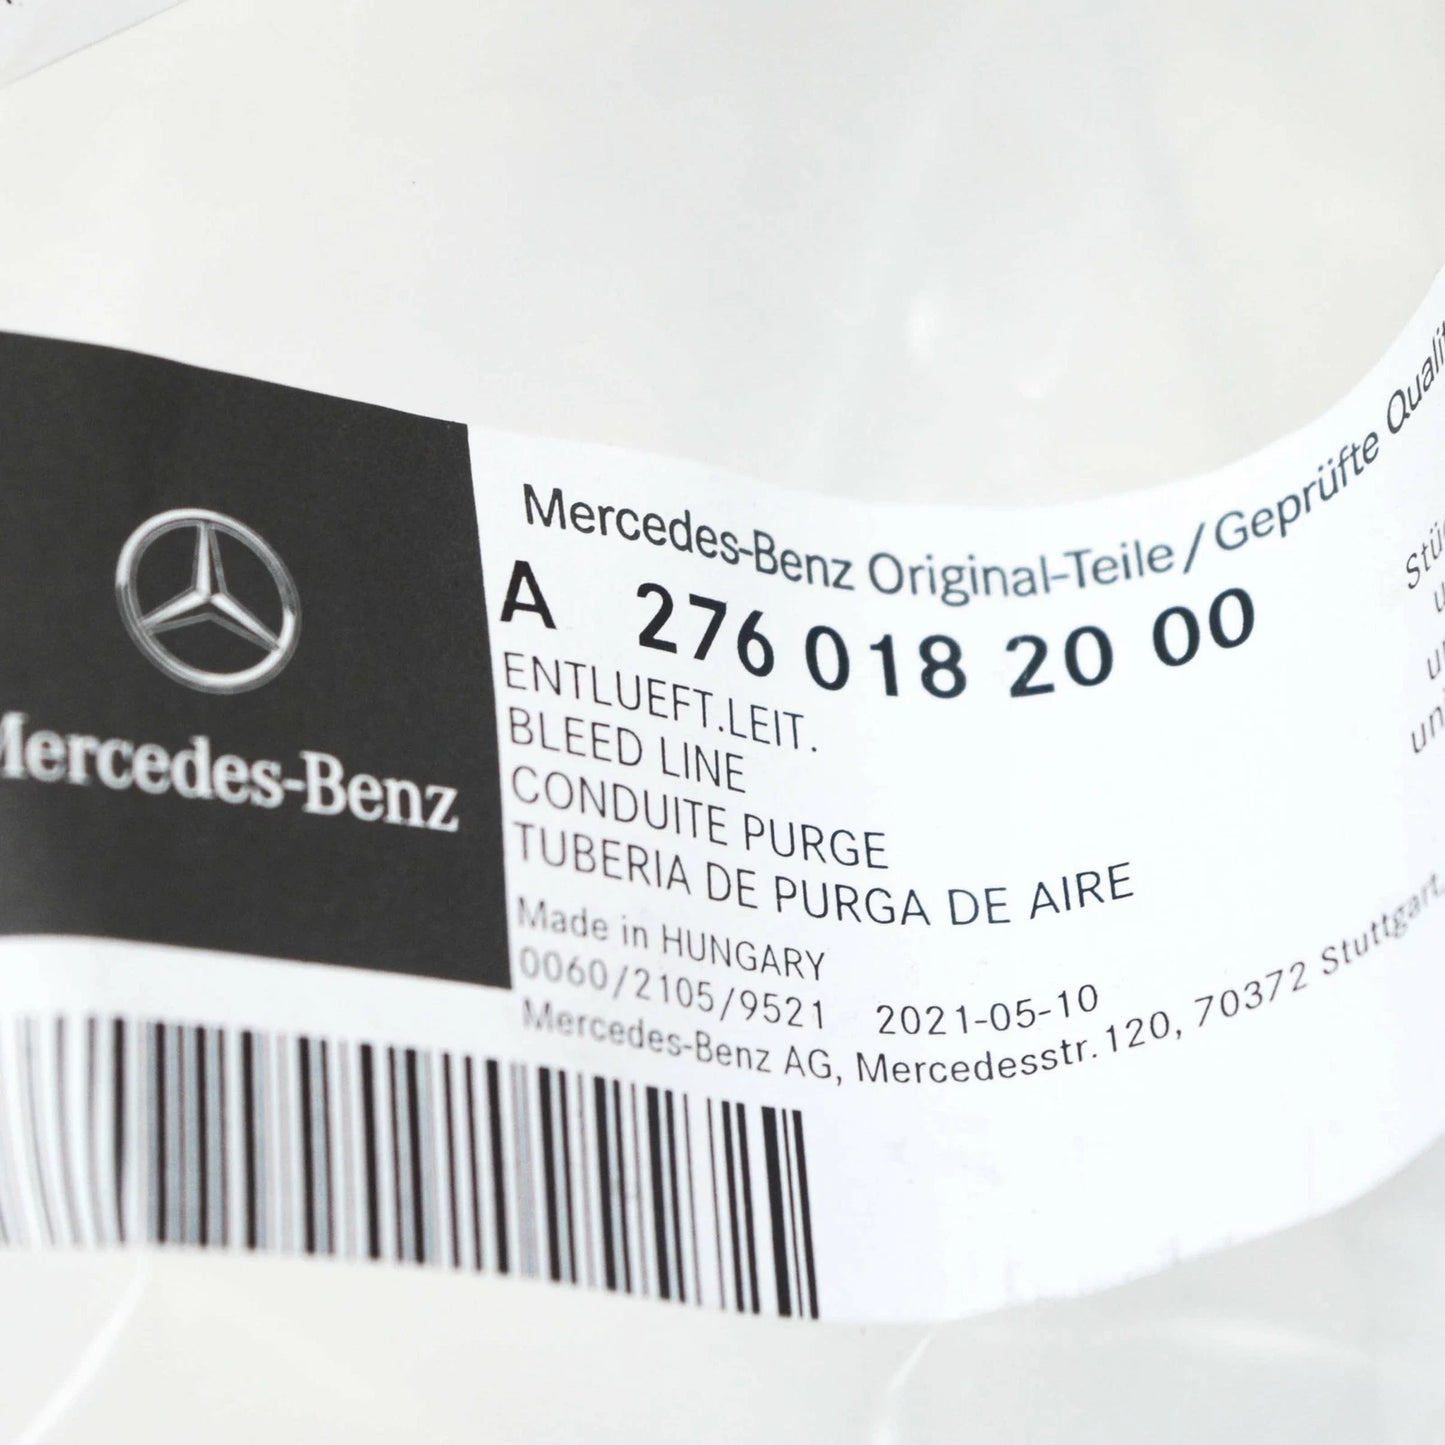 Mercedes-Benz
Mercedes-Benz Original-Teile / Geprüfte Qualit
A 276 018 20 00
ENTLUEFT.LEIT.
BLEED LINE
CONDUITE PURGE
TUBERIA DE PURGA DE AIRE
Made in HUNGARY
0060/2105/9521 2021-05-10
Mercedes-Benz AG, Mercedesstr. 120, 70372 Stuttgart,